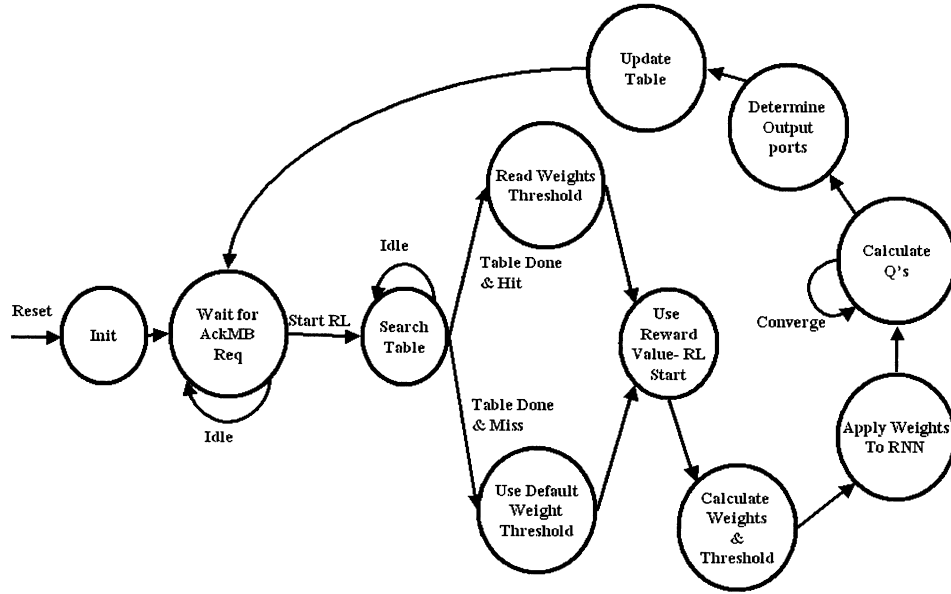 Update
Table
Determine
Output
ports
Read Weights
Threshold
Calculate
Q's
Idle
Table Done
& Hit
Reset
Init
Wait for
AckMB
Req
Start RL
Search
Table
Use
Reward
Value- RL
Start
Converge
Idle
Table Done
& Miss
Apply Weights
To RNN
Use Default
Weight
Threshold
Calculate
Weights
&
Threshold